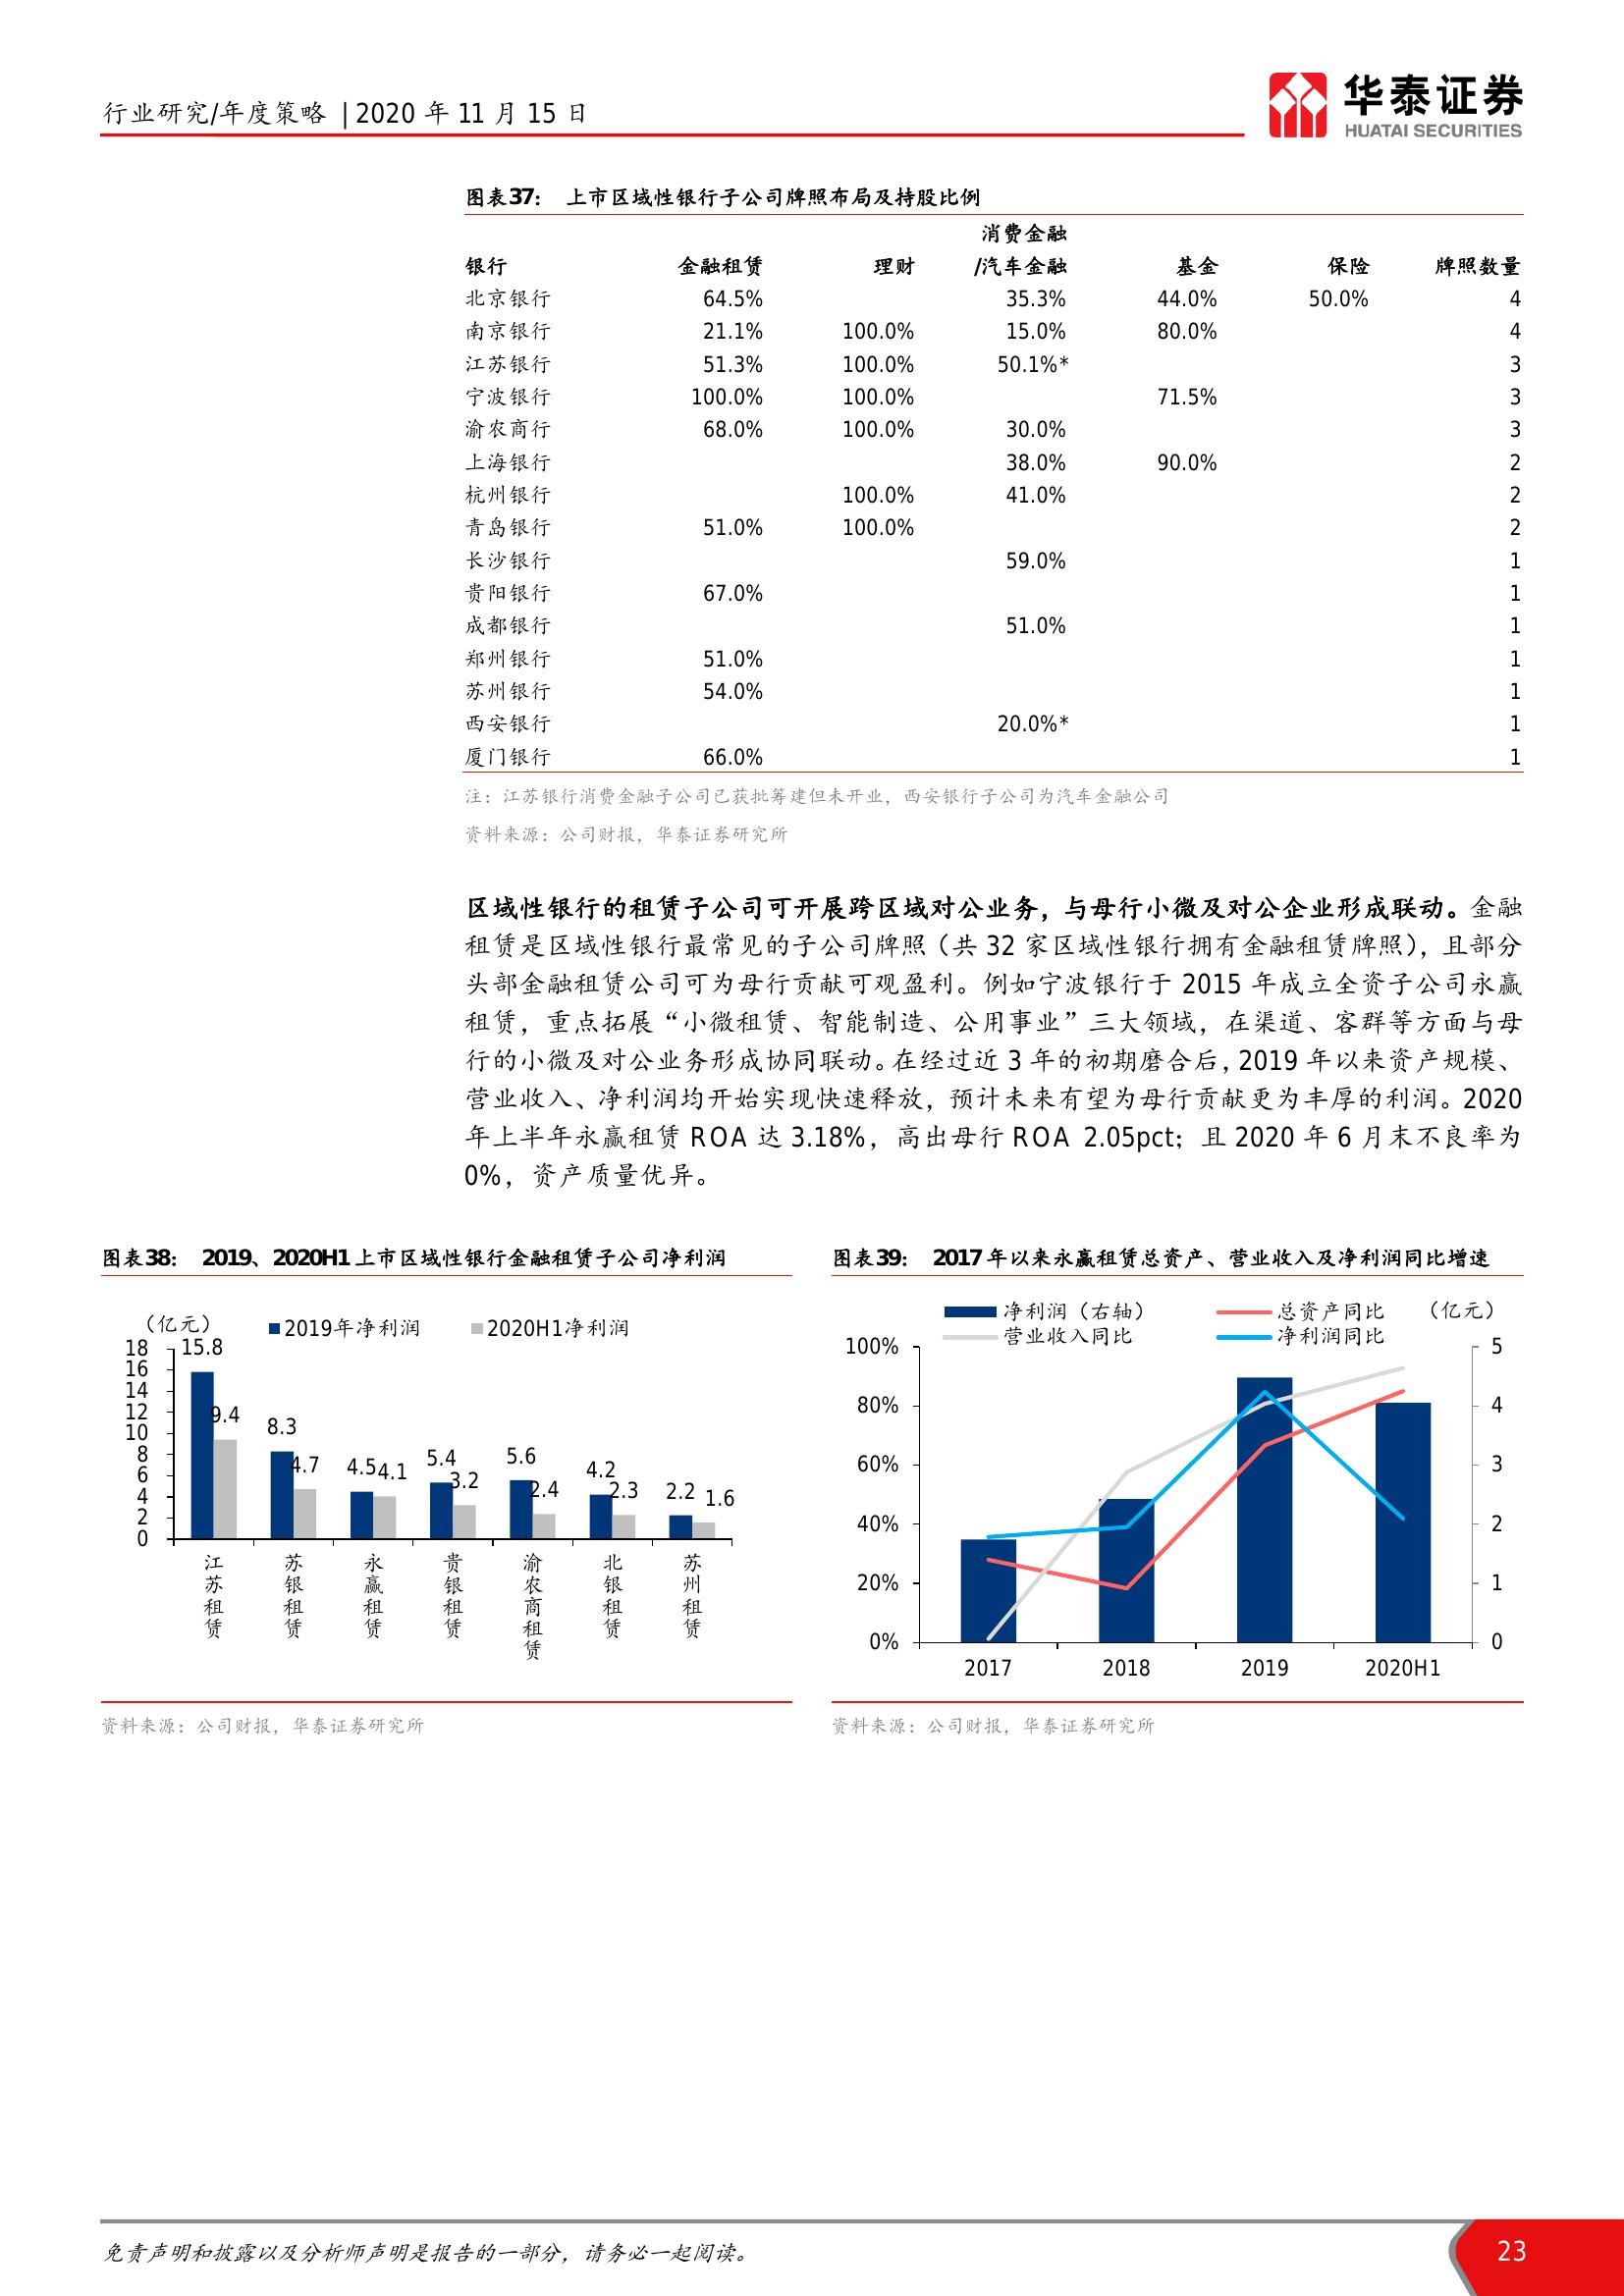 行业研究/年度策略 | 2020 年 11 月 15 日
华泰证券
HUATAI SECURITIES
图表37： 上市区域性银行子公司牌照布局及持股比例
消费金融
银行 金融租赁 理财 /汽车金融 基金 保险 牌照数量
北京银行 64.5% 35.3% 44.0% 50.0% 4
南京银行 21.1% 100.0% 15.0% 80.0% 4
江苏银行 51.3% 100.0% 50.1%* 3
宁波银行 100.0% 100.0% 71.5% 3
渝农商行 68.0% 100.0% 30.0% 3
上海银行 38.0% 90.0% 2
杭州银行 100.0% 41.0% 2
青岛银行 51.0% 100.0% 2
长沙银行 59.0% 1
贵阳银行 67.0% 1
成都银行 51.0% 1
郑州银行 51.0% 1
苏州银行 54.0% 1
西安银行 20.0%* 1
厦门银行 66.0% 1
注：江苏银行消费金融子公司已获批筹建但未开业，西安银行子公司为汽车金融公司
资料来源：公司财报，华泰证券研究所
区域性银行的租赁子公司可开展跨区域对公业务，与母行小微及对公企业形成联动。金融
租赁是区域性银行最常见的子公司牌照（共 32 家区域性银行拥有金融租赁牌照），且部分
头部金融租赁公司可为母行贡献可观盈利。例如宁波银行于 2015 年成立全资子公司永赢
租赁，重点拓展“小微租赁、智能制造、公用事业”三大领域，在渠道、客群等方面与母
行的小微及对公业务形成协同联动。在经过近 3 年的初期磨合后，2019 年以来资产规模、
营业收入、净利润均开始实现快速释放，预计未来有望为母行贡献更为丰厚的利润。2020
年上半年永赢租赁 ROA 达 3.18%，高出母行 ROA 2.05pct；且 2020 年 6 月末不良率为
0%，资产质量优异。
图表38： 2019、2020H1 上市区域性银行金融租赁子公司净利润
（亿元）
2019年净利润 2020H1净利润
18
16
14
12
10
8
6
4
2
0
15.8 9.4
8.3 4.7
4.5 4.1
5.4 3.2
5.6 2.4
4.2 2.3
2.2 1.6
江苏租赁
苏银租赁
永赢租赁
贵银租赁
渝农商租赁
北银租赁
苏州租赁
资料来源：公司财报，华泰证券研究所
图表39： 2017 年以来永赢租赁总资产、营业收入及净利润同比增速
净利润（右轴） 总资产同比 （亿元）
营业收入同比 净利润同比
100% 5
80% 4
60% 3
40% 2
20% 1
0% 0
2017 2018 2019 2020H1
资料来源：公司财报，华泰证券研究所
免责声明和披露以及分析师声明是报告的一部分，请务必一起阅读。
23